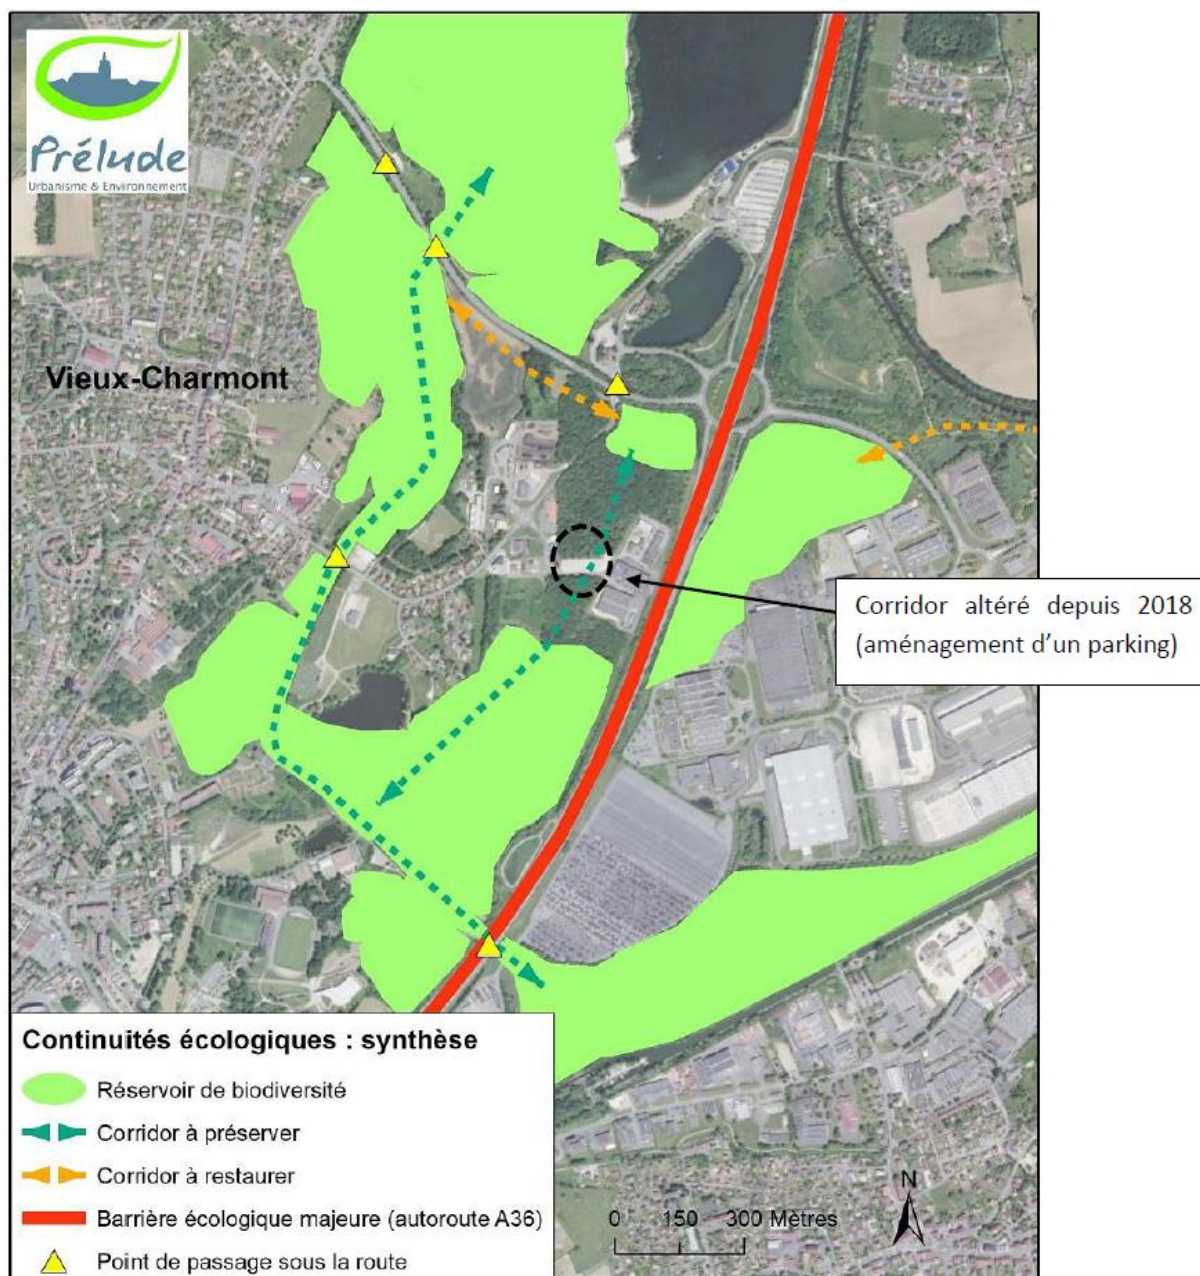 Prélude
Urbanisme & Environnement
Vieux-Charmont
Corridor altéré depuis 2018
(aménagement d'un parking)
Continuités écologiques : synthèse
Réservoir de biodiversité
Corridor à préserver
Corridor à restaurer
Barrière écologique majeure (autoroute A36)
Point de passage sous la route
N
0 150 300 Mètres